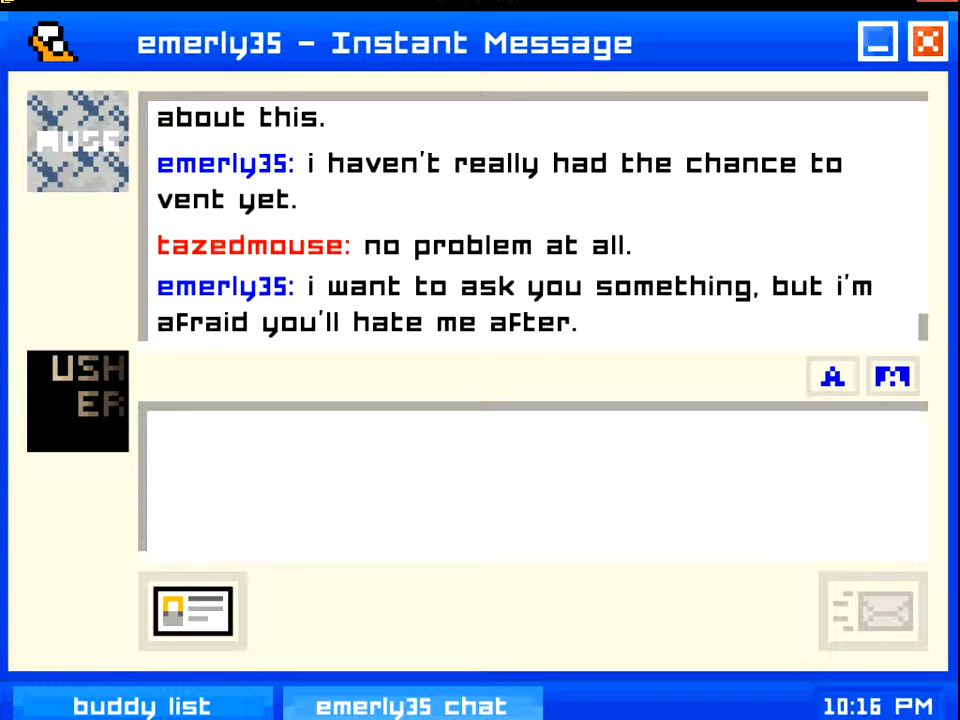 emerly35 - Instant Message
MUSE
about this.
emerly35: i haven't really had the chance to
vent yet.
tazedmouse: no problem at all.
emerly35: i want to ask you something, but i'm
afraid you'll hate me after.
USH
ER
A
buddy list
emerly35 chat
10:16 PM